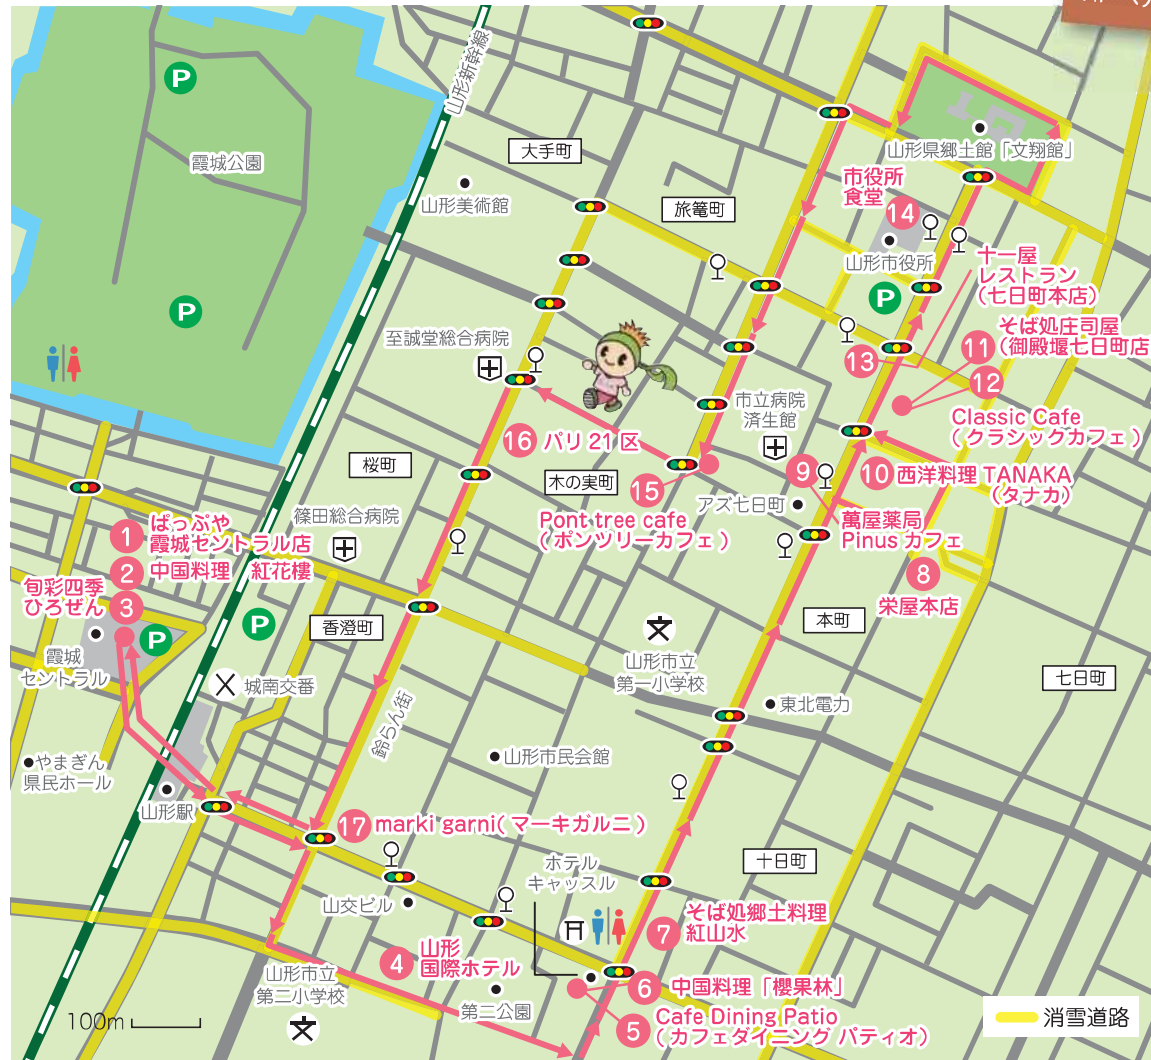 山形新幹線
大手町
霞城公園
山形美術館
旅篭町
山形県郷土館「文翔館」
市役所
食堂
14
山形市役所
十一屋
レストラン
(七日町本店)
そば処庄司屋
(御殿堰七日町店
11
12
13
Classic Cafe
(クラシックカフェ)
至誠堂総合病院
市立病院
済生館
16 パリ21区
桜町
木の実町
15
Pont tree cafe
(ポンツリーカフェ)
アズ七日町
9
萬屋薬局
Pinusカフェ
10 西洋料理 TANAKA
(タナカ)
8
栄屋本店
篠田総合病院
1 ぱっぷや
霞城セントラル店
2 中国料理 紅花樓
旬彩四季
ひろぜん 3
霞城
セントラル
香澄町
本町
山形市立
第一小学校
七日町
城南交番
東北電力
鈴らん街
山形市民会館
やまぎん
県民ホール
山形駅
17 marki garni(マーキガルニ)
十日町
ホテル
キャッスル
山交ビル
7
そば処郷土料理
紅山水
4
山形
国際ホテル
山形市立
第二小学校
第二公園
6 中国料理「櫻果林」
5 Cafe Dining Patio
(カフェダイニング パティオ)
100m
消雪道路
P
P
P
P
P